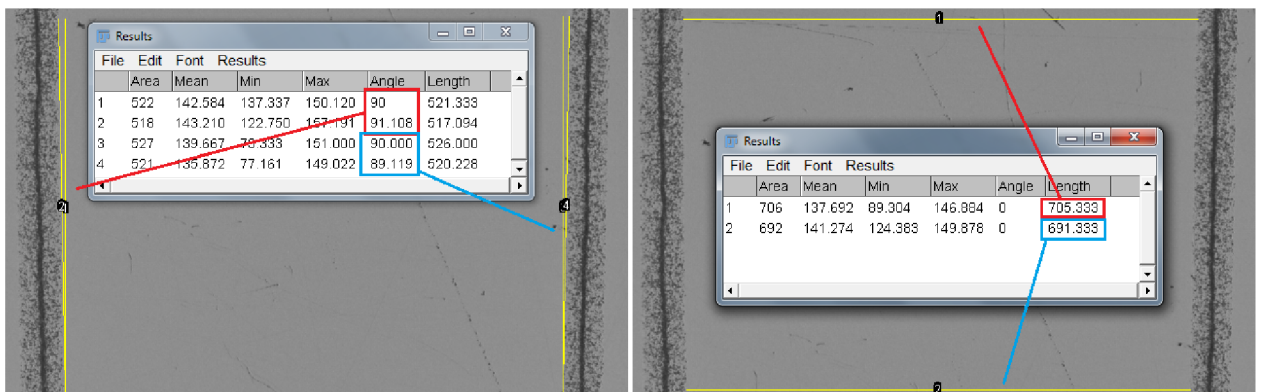 Results
File Edit Font Results
Area Mean Min Max Angle Length
1 522 142.584 137.337 150.120 90 521.333
2 518 143.210 122.750 157.191 91.108 517.094
3 527 139.667 151.000 90.000 526.000
4 521 135.872 77.161 149.022 89.119 520.228
4
1
Results
File Edit Font Results
Area Mean Min Max Angle Length
1 706 137.692 89.304 146.884 0 705.333
2 692 141.274 124.383 149.878 0 691.333
2